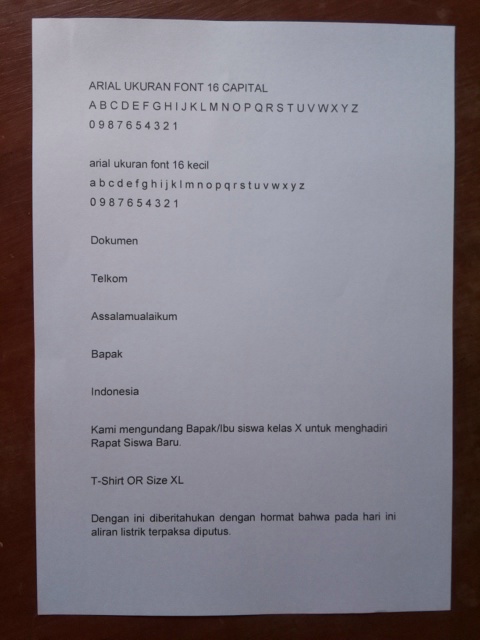 ARIAL UKURAN FONT 16 CAPITAL
A B C D E F G H I J K L M N O P Q R S T U V W X Y Z
0 9 8 7 6 5 4 3 2 1
arial ukuran font 16 kecil
a b c d e f g h i j k l m n o p q r s t u v w x y z
0 9 8 7 6 5 4 3 2 1
Dokumen
Telkom
Assalamualaikum
Bapak
Indonesia
Kami mengundang Bapak/Ibu siswa kelas X untuk menghadiri
Rapat Siswa Baru.
T-Shirt OR Size XL
Dengan ini diberitahukan dengan hormat bahwa pada hari ini
aliran listrik terpaksa diputus.